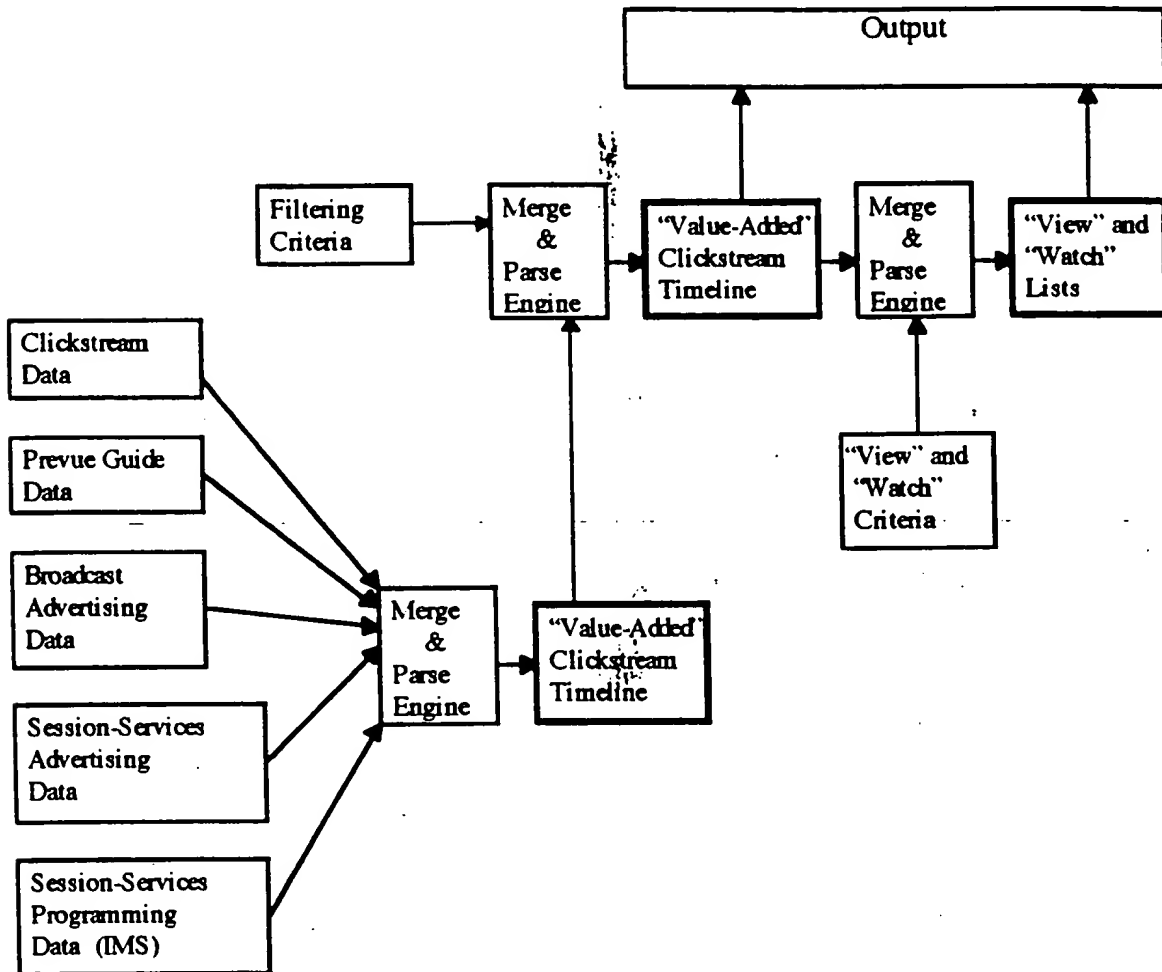 Output
Filtering
Criteria
Merge
&
Parse
Engine
“Value-Added”
Clickstream
Timeline
Merge
&
Parse
Engine
“View” and
“Watch”
Lists
Clickstream
Data
Prevue Guide
Data
Broadcast
Advertising
Data
Session-Services
Advertising
Data
Session-Services
Programming
Data (IMS)
Merge
&
Parse
Engine
“Value-Added”
Clickstream
Timeline
“View” and
“Watch”
Criteria